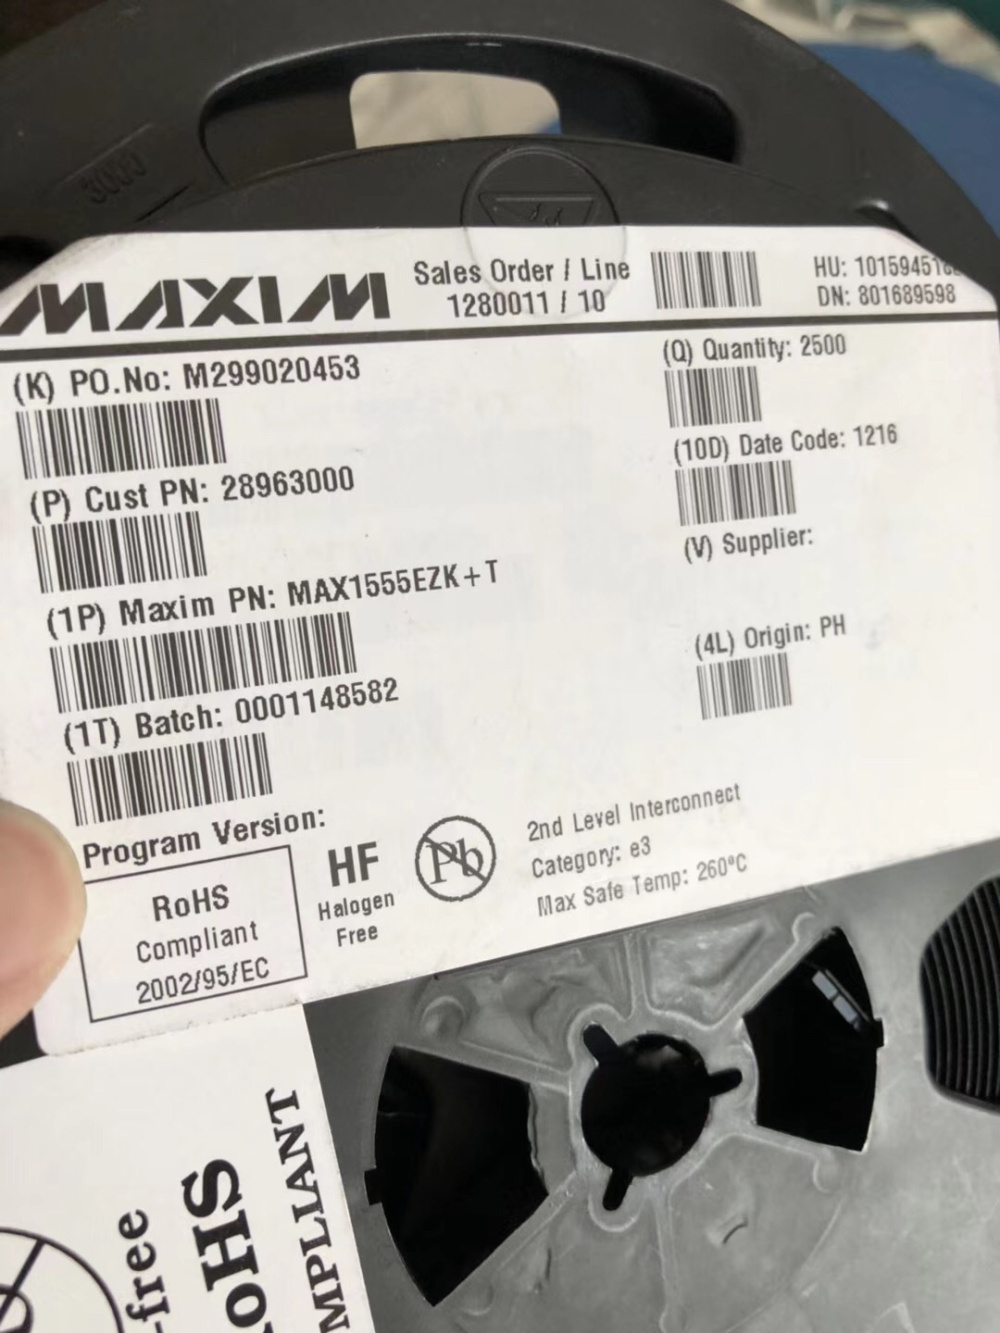 3000
MAXIM
Sales Order / Line
1280011 / 10
HU:
DN: 801689598
(K) PO.No: M299020453
(Q) Quantity: 2500
(P) Cust PN: 28963000
(10D) Date Code: 1216
(1P) Maxim PN: MAX1555EZK+T
(V) Supplier:
(1T) Batch: 0001148582
(4L) Origin: PH
Program Version:
RoHS
Compliant
2002/95/EC
HF
Halogen
Free
Pb
2nd Level Interconnect
Category: e3
Max Safe Temp: 260°C
-free
RoHS
MPLIANT